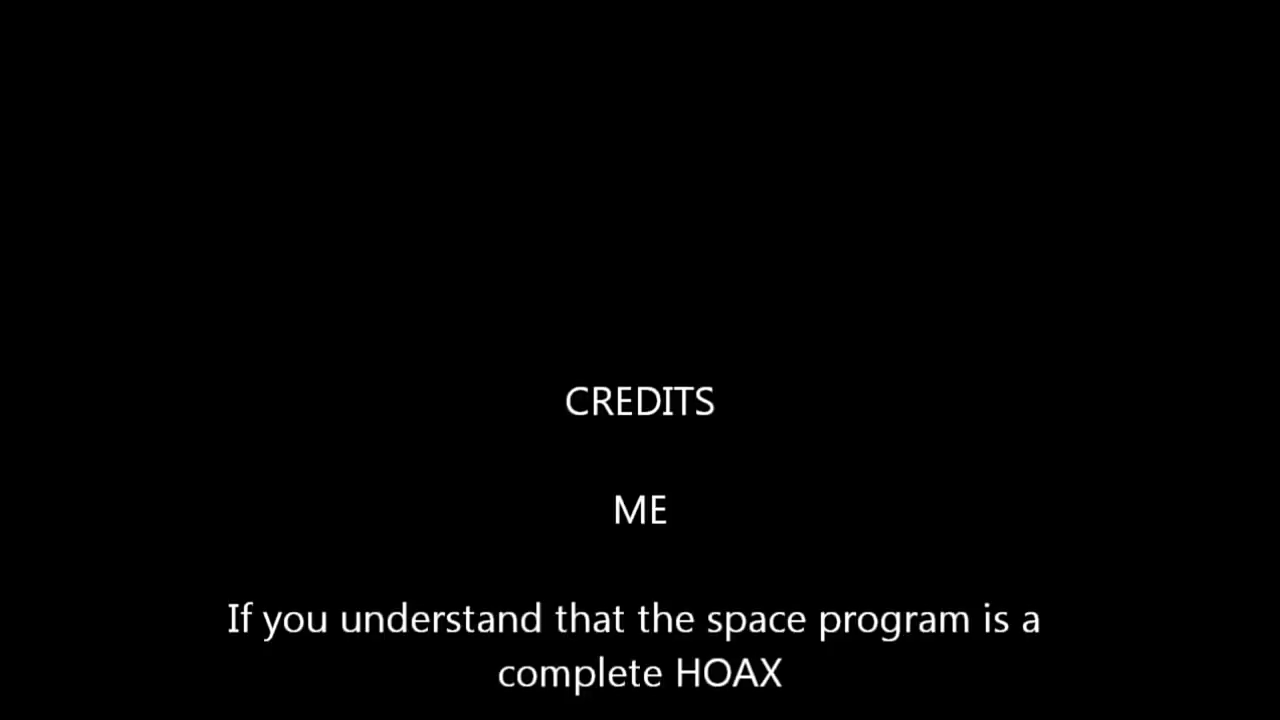 CREDITS
ME
If you understand that the space program is a
complete HOAX